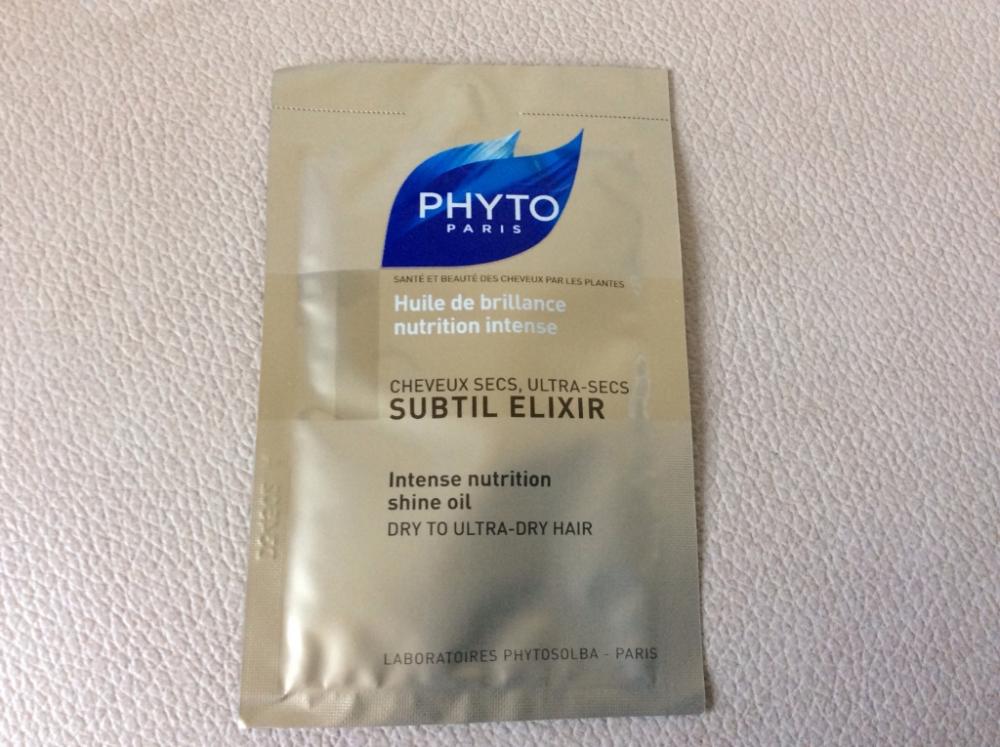 PHYTO
PARIS
SANTÉ ET BEAUTÉ DES CHEVEUX PAR LES PLANTES
Huile de brillance
nutrition intense
CHEVEUX SECS, ULTRA-SECS
SUBTIL ELIXIR
Intense nutrition
shine oil
DRY TO ULTRA-DRY HAIR
LABORATOIRES PHYTOSOLBA - PARIS